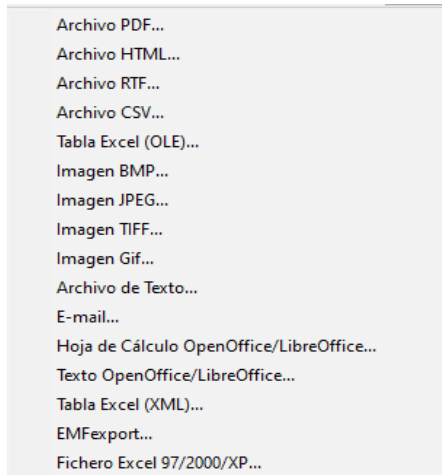 Archivo PDF...
Archivo HTML...
Archivo RTF...
Archivo CSV...
Tabla Excel (OLE)...
Imagen BMP...
Imagen JPEG...
Imagen TIFF...
Imagen Gif...
Archivo de Texto...
E-mail...
Hoja de Cálculo OpenOffice/LibreOffice...
Texto OpenOffice/LibreOffice...
Tabla Excel (XML)...
EMFexport...
Fichero Excel 97/2000/XP...